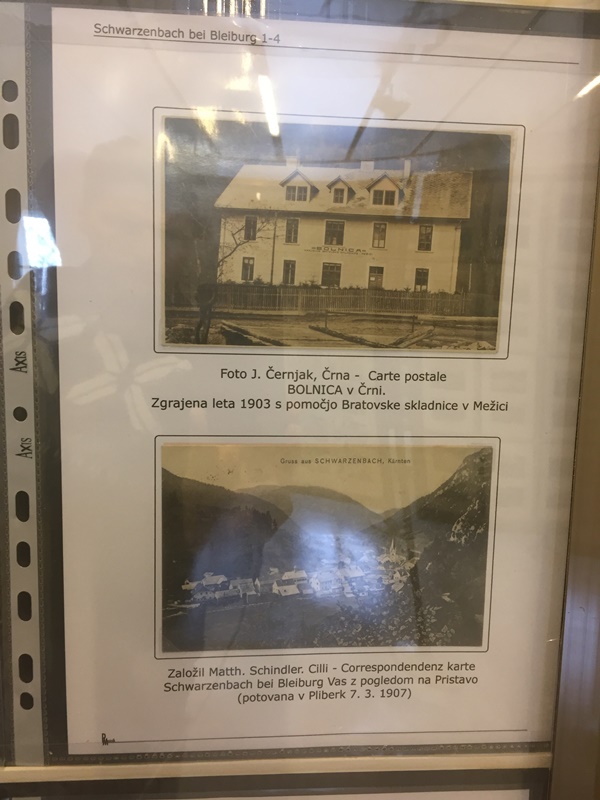 Schwarzenbach bei Bleiburg 1-4
BOLNICA
Foto J. Černjak, Črna - Carte postale
BOLNICA v Črni.
Zgrajena leta 1903 s pomočjo Bratovske skladnice v Mežici
Axis
Axis
Gruss aus SCHWARZENBACH, Kärnten
Založil Matth. Schindler. Cilli - Correspondendenz karte
Schwarzenbach bei Bleiburg Vas z pogledom na Pristavo
(potovana v Pliberk 7. 3. 1907)